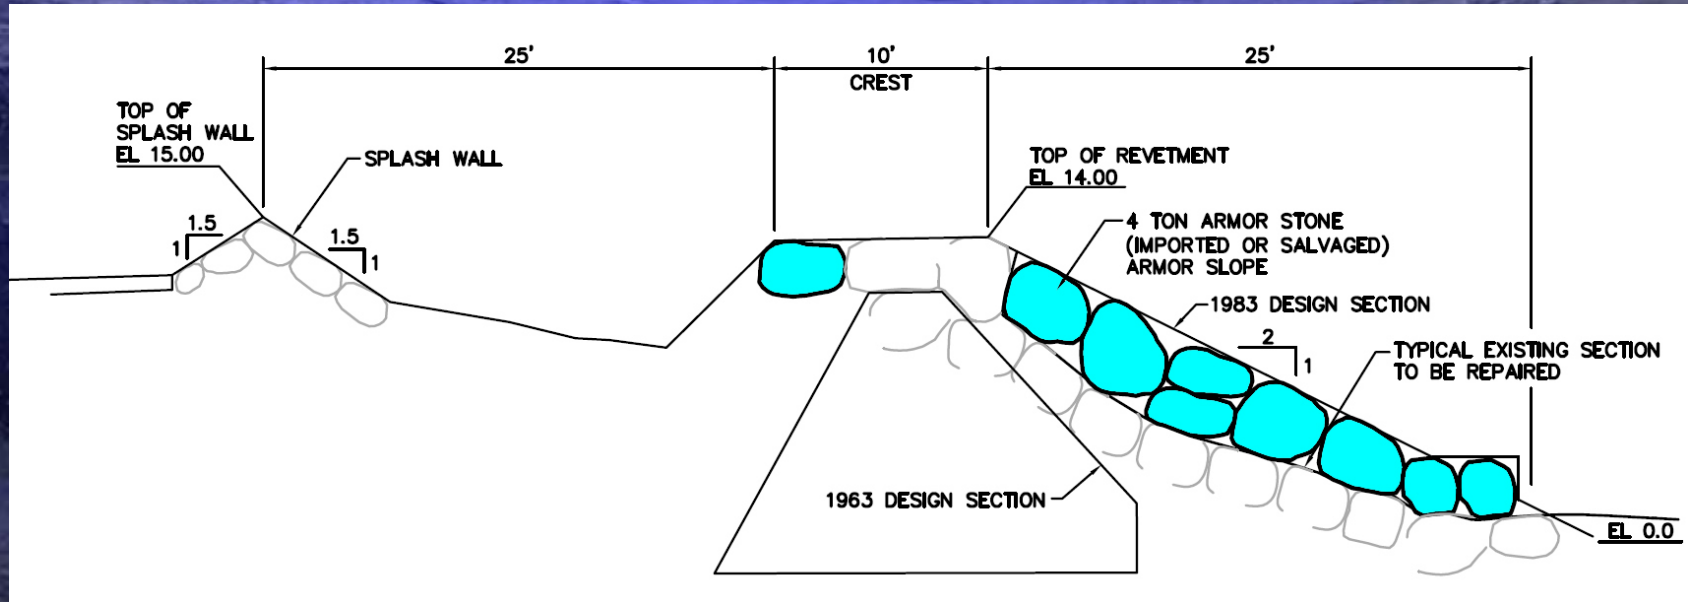 25'
10'
CREST
25'
TOP OF
SPLASH WALL
EL 15.00
SPLASH WALL
1.5
1
1.5
1
TOP OF REVETMENT
EL 14.00
4 TON ARMOR STONE
(IMPORTED OR SALVAGED)
ARMOR SLOPE
1983 DESIGN SECTION
2
1
TYPICAL EXISTING SECTION
TO BE REPAIRED
1963 DESIGN SECTION
EL 0.0